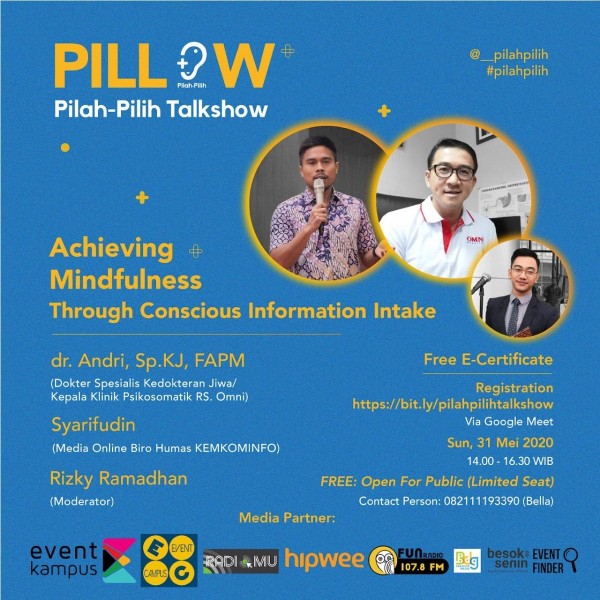 PILLOW
Pilah-Pilih
Pilah-Pilih Talkshow
@__pilahpilih
#pilahpilih
OMNI
Achieving
Mindfulness
Through Conscious Information Intake
dr. Andri, Sp.KJ, FAPM
(Dokter Spesialis Kedokteran Jiwa/
Kepala Klinik Psikosomatik RS. Omni)
Syarifudin
(Media Online Biro Humas KEMKOMINFO)
Rizky Ramadhan
(Moderator)
Free E-Certificate
Registration
https://bit.ly/pilahpilihtalkshow
Via Google Meet
Sun, 31 Mei 2020
14.00 - 16.30 WIB
FREE: Open For Public (Limited Seat)
Contact Person: 082111193390 (Bella)
Media Partner:
event
kampus
EVENT
CAMPUS
RADIOMU
hipwee
FUN RADIO
107.8 FM
besok
senin
EVENT
FINDER